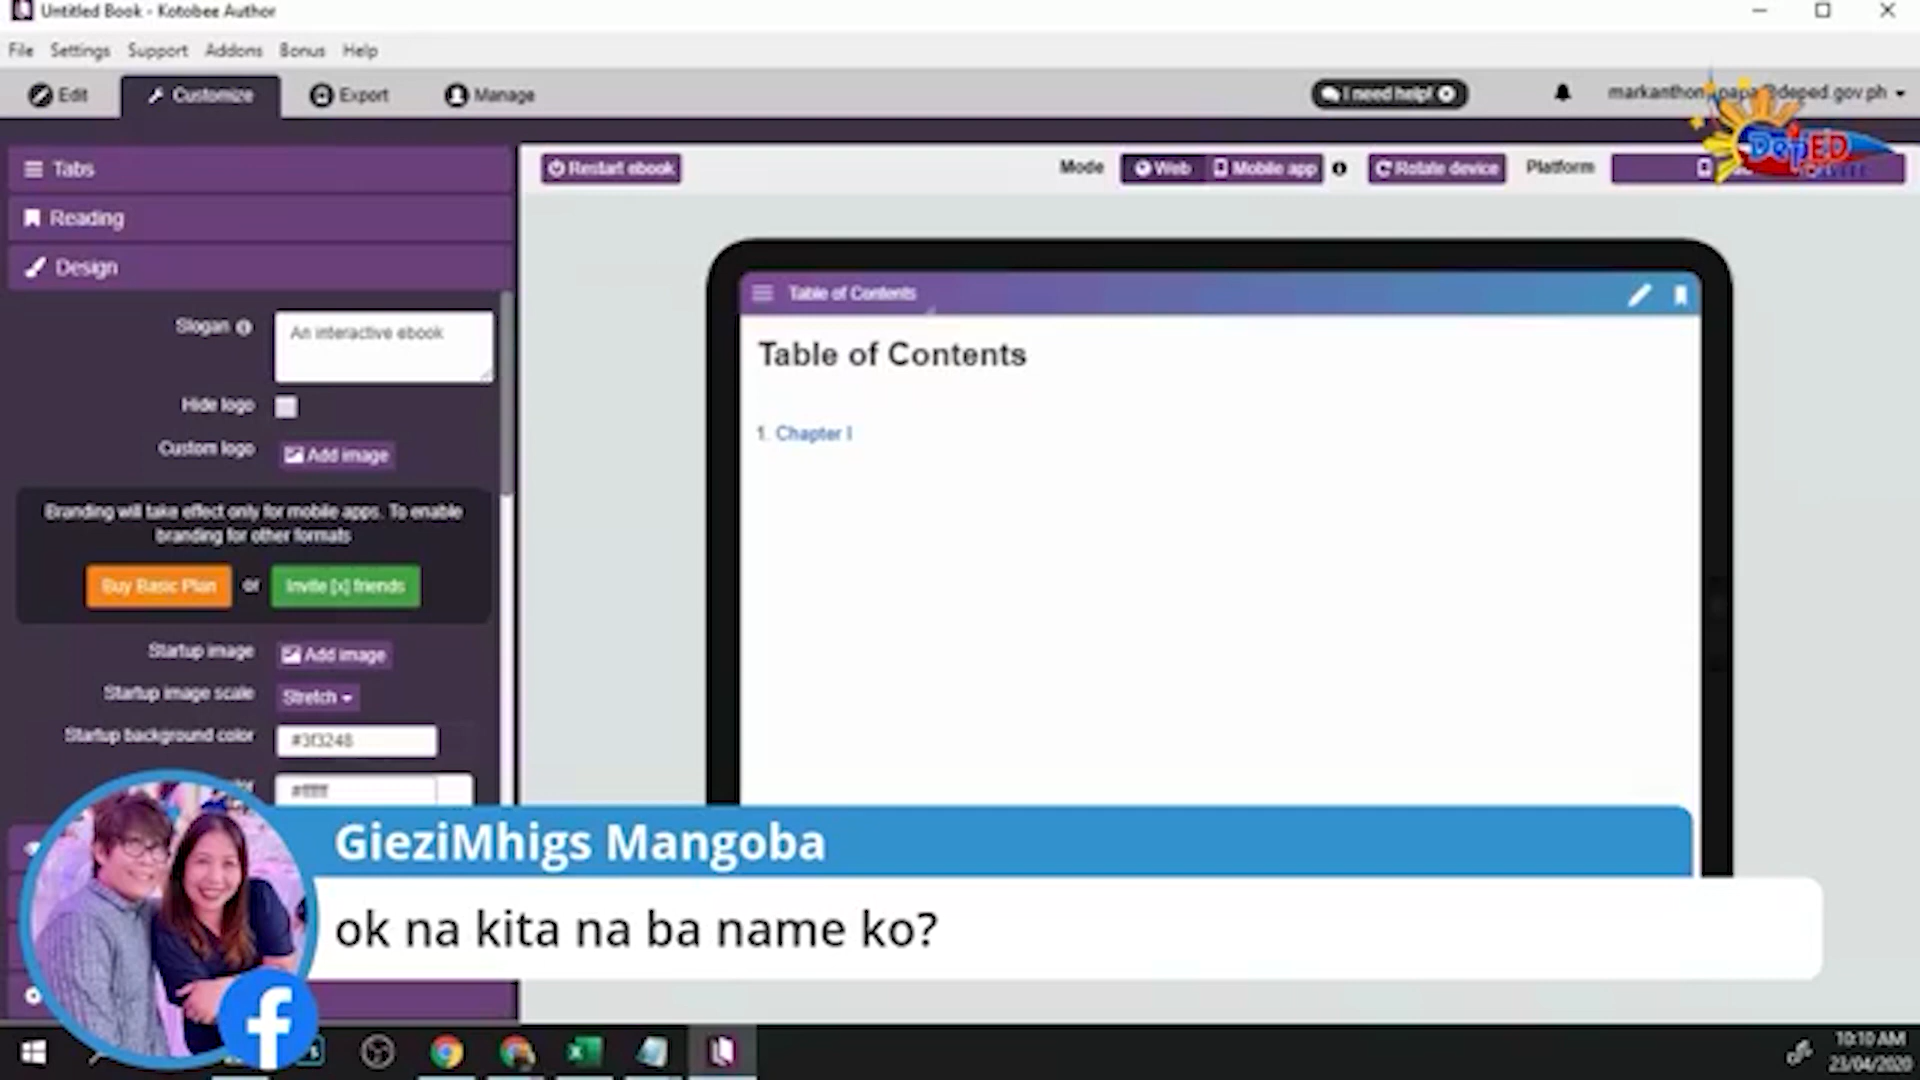 Untitled Book - Kotobee Author
File Settings Support Addons Bonus Help
Edit Customize Export Manage
I need help!
Tabs
Restart ebook
Mode Web Mobile app Rotate device Platform
DepED
Reading
Design
Slogan An interactive ebook
Hide logo
Custom logo Add image
Branding will take effect only for mobile apps. To enable
branding for other formats
Buy Basic Plan or Invite [x] friends
Startup image Add image
Startup image scale Stretch
Startup background color #3f3248
#ffffff
Table of Contents
Table of Contents
1. Chapter I
GieziMhigs Mangoba
ok na kita na ba name ko?
10:10 AM
23/04/2020